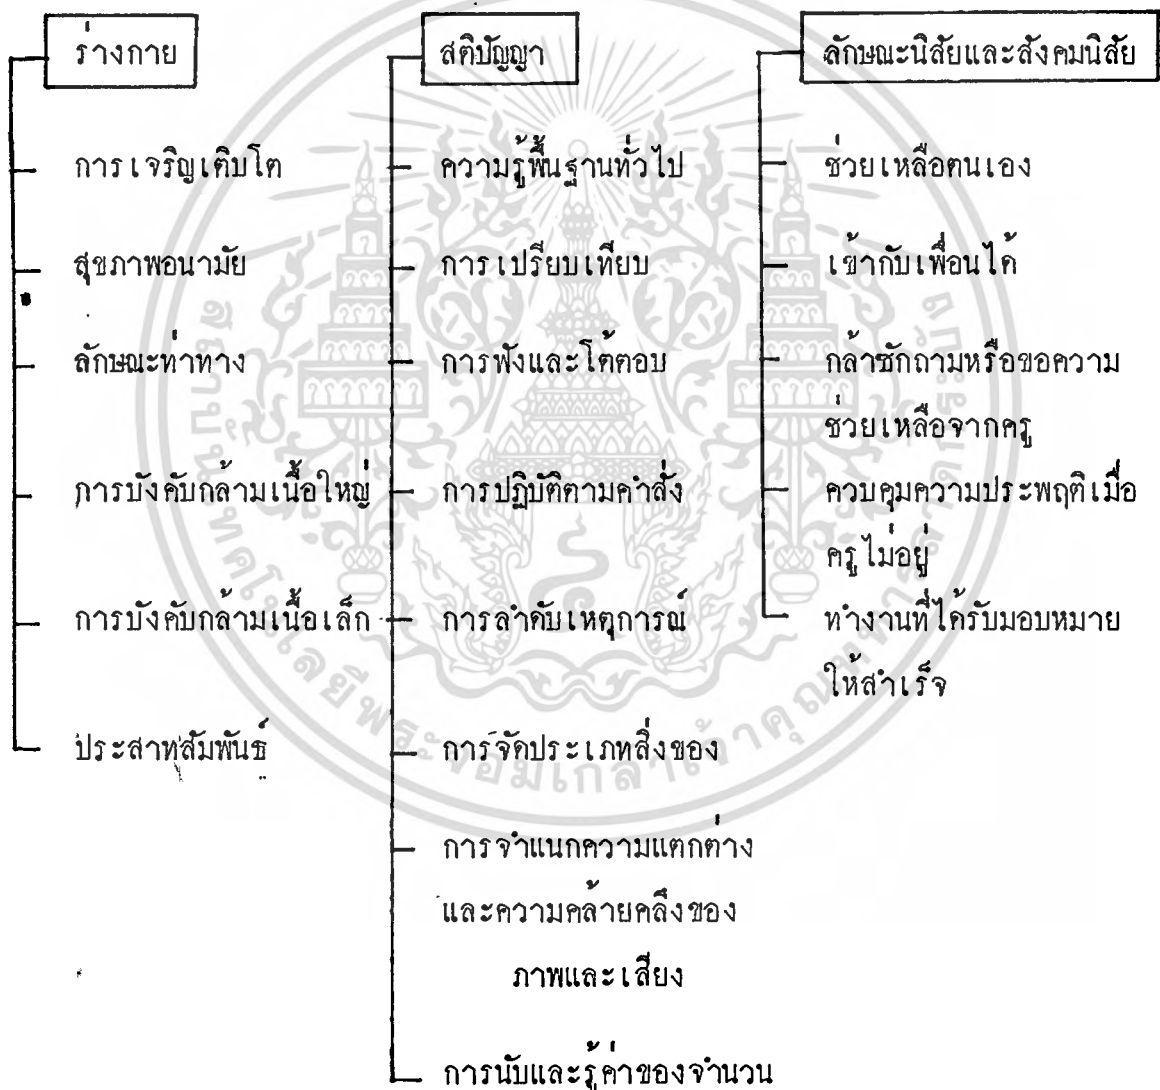 ร่างกาย
การเจริญเติบโต
สุขภาพอนามัย
ลักษณะท่าทาง
การบังคับกล้ามเนื้อใหญ่
การบังคับกล้ามเนื้อเล็ก
ประสาทสัมพันธ์
สติปัญญา
ความรู้พื้นฐานทั่วไป
การเปรียบเทียบ
การฟังและโต้ตอบ
การปฏิบัติตามคำสั่ง
การลำดับเหตุการณ์
การจัดประเภทสิ่งของ
การจำแนกความแตกต่าง
และความคล้ายคลึงของ
ภาพและเสียง
การนับและรู้ค่าของจำนวน
ลักษณะนิสัยและสังคมนิสัย
ช่วยเหลือตนเอง
เข้ากับเพื่อนได้
กล้าซักถามหรือขอความ
ช่วยเหลือจากครู
ควบคุมความประพฤติเมื่อ
ครูไม่อยู่
ทำงานที่ได้รับมอบหมาย
ให้สำเร็จ